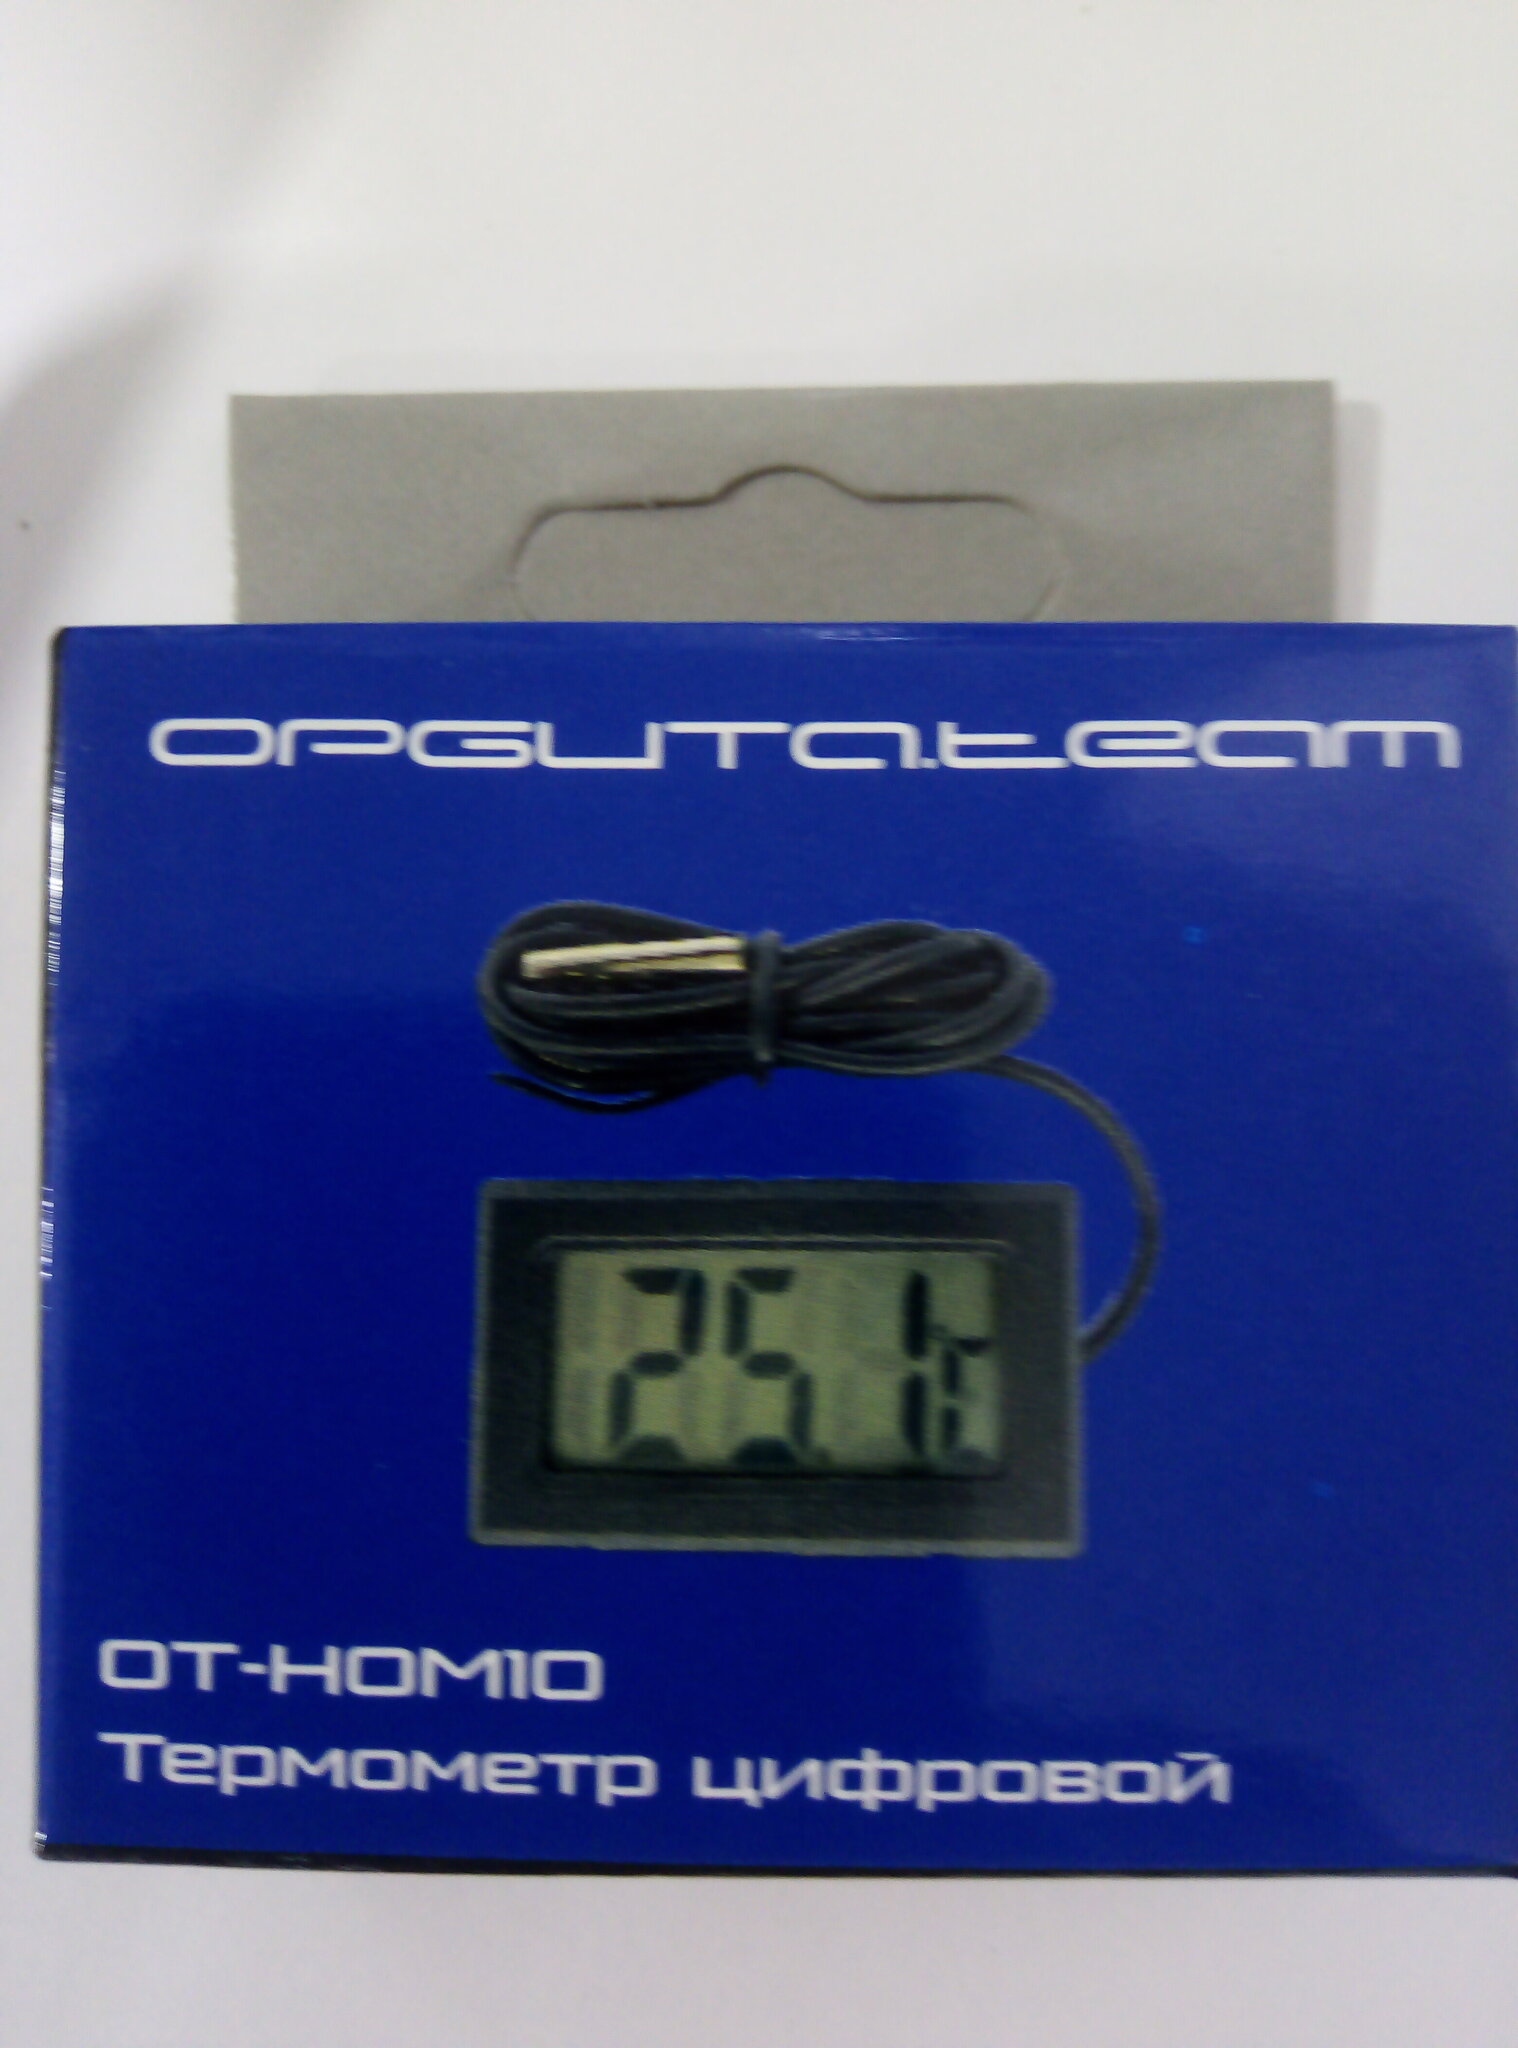 OPGUTA.team
25.1°C
OT-HOM10
Термометр цифровой